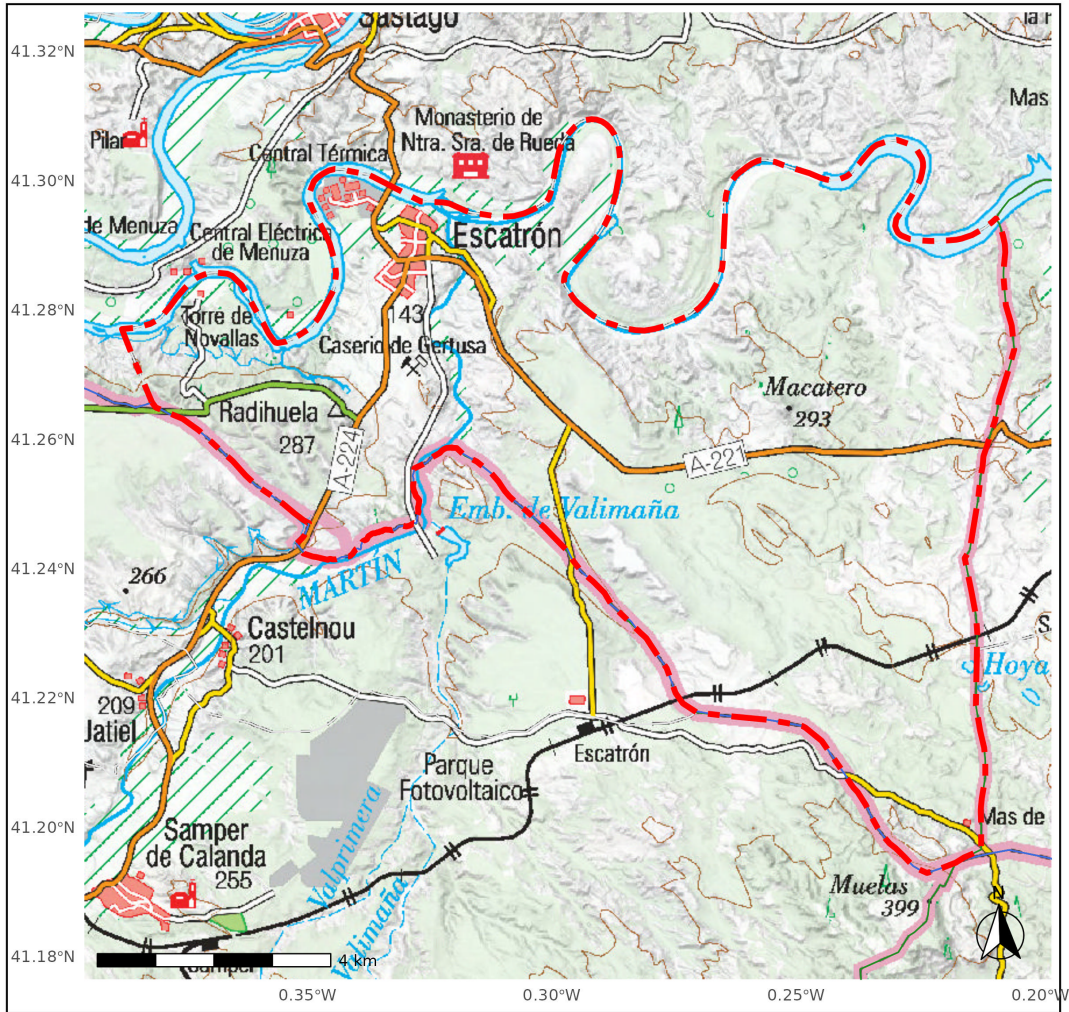 Sástago
41.32°N
Mas
Monasterio de
Ntra. Sra. de Rueda
Pilar
Central Térmica
41.30°N
de Menuza
Central Eléctrica
de Menuza
Escatrón
41.28°N
143
Torre de
Novallas
Caserío de Gertusa
Macatero
293
Radihuela
287
A-224
41.26°N
A-221
Emb. de Valimaña
41.24°N
266
MARTÍN
Castelnou
201
Hoya
41.22°N
209
Jatiel
Escatrón
Parque
Fotovoltaico
41.20°N
Mas de
Samper
de Calanda
255
Valprimera
Valimaña
Muelas
399
N
41.18°N
4 km
Samper
0.35°W
0.30°W
0.25°W
0.20°W